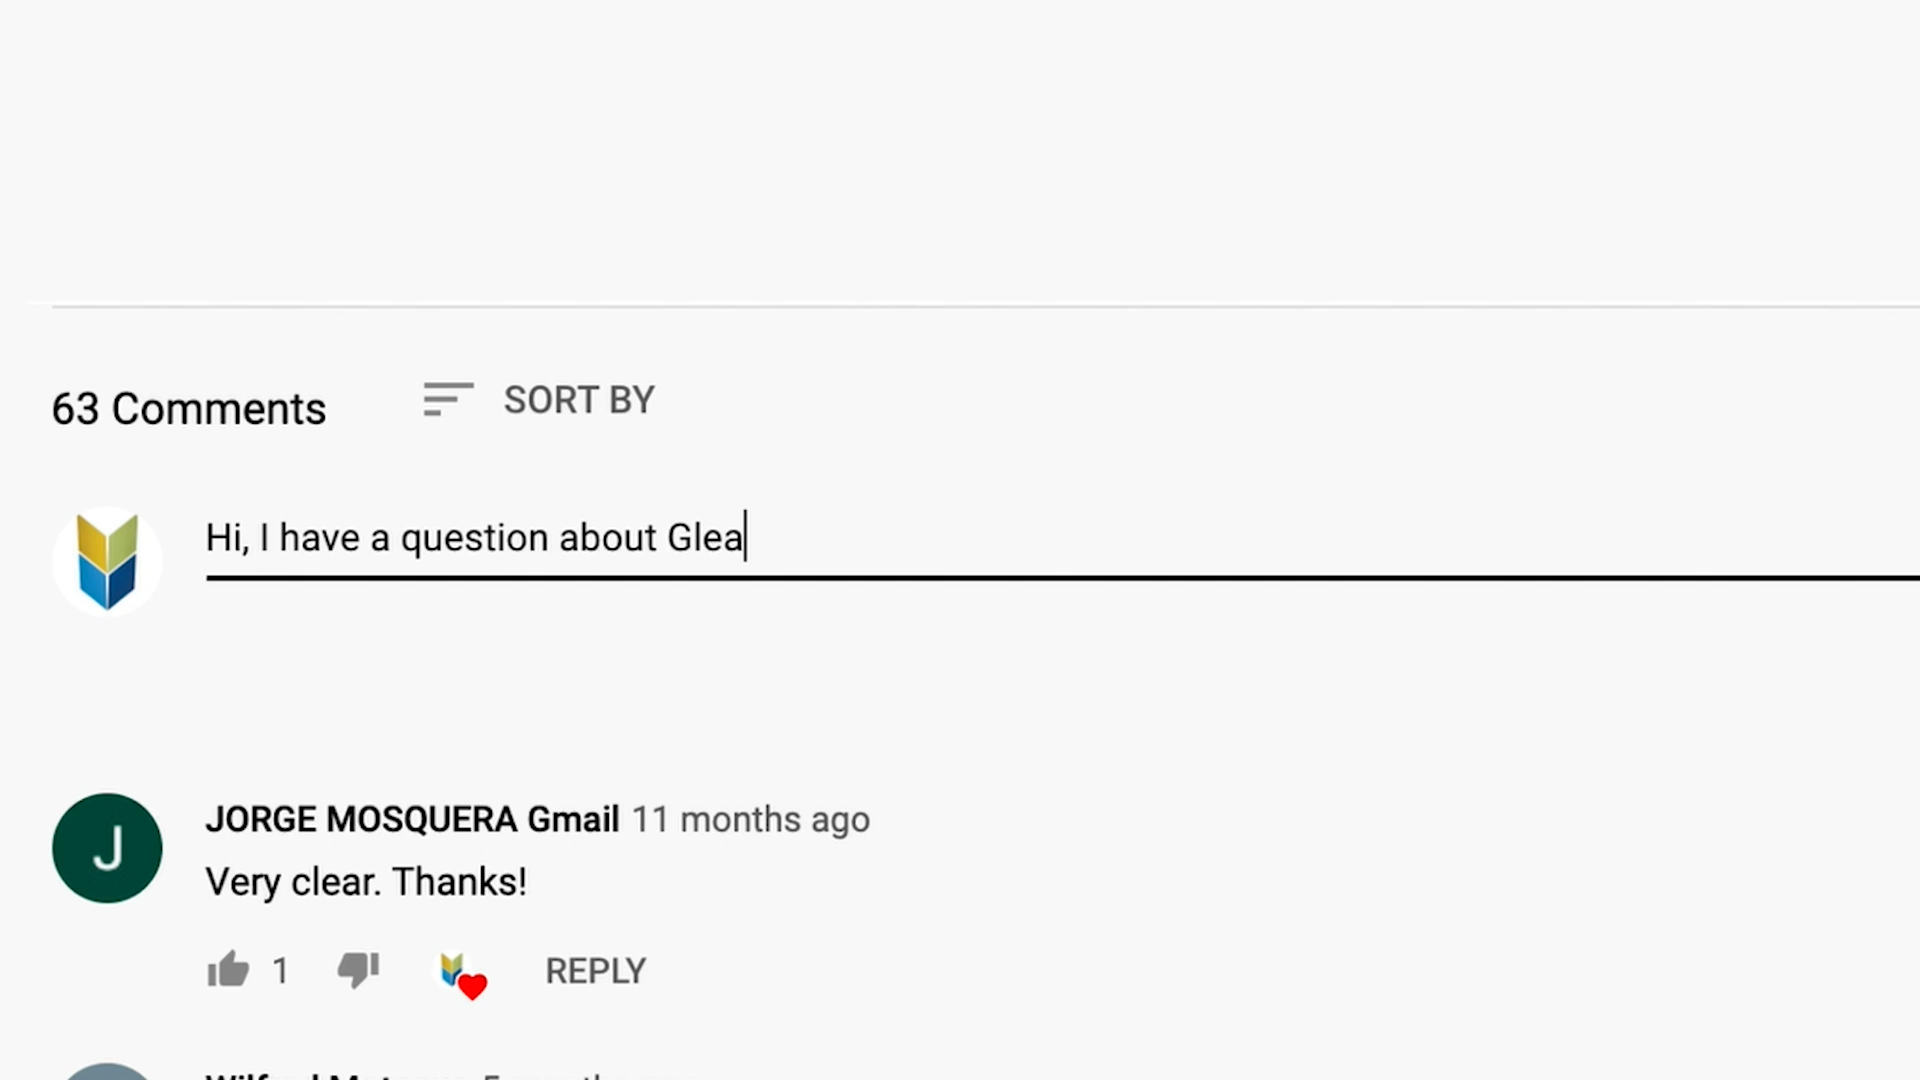 63 Comments
SORT BY
Hi, I have a question about Glea
JORGE MOSQUERA Gmail 11 months ago
Very clear. Thanks!
1
REPLY